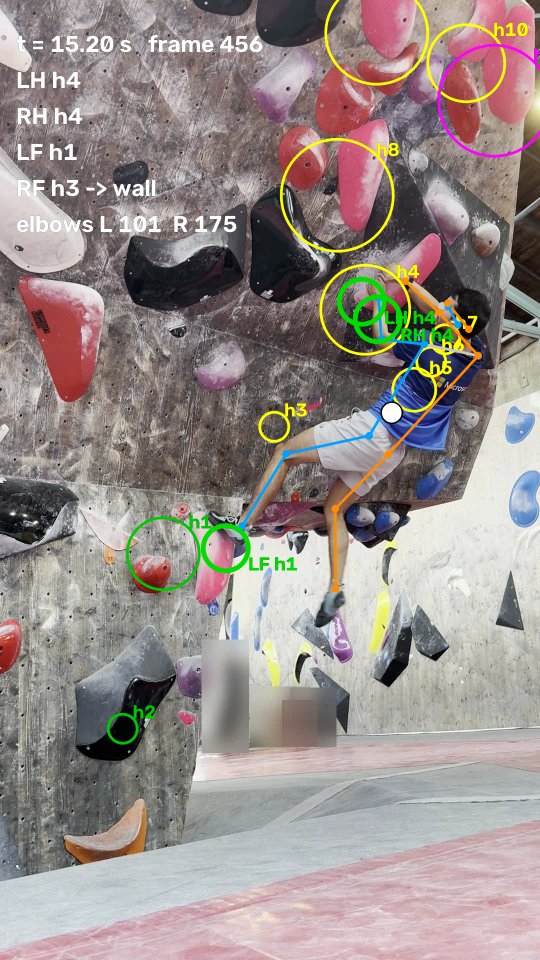 t = 15.20 s frame 456
h10
LH h4
RH h4
LF h1
h8
RF h3 -> wall
elbows L 101 R 175
h4
LH h4
h7
RH h4
h6
h5
h3
h1
LF h1
h2